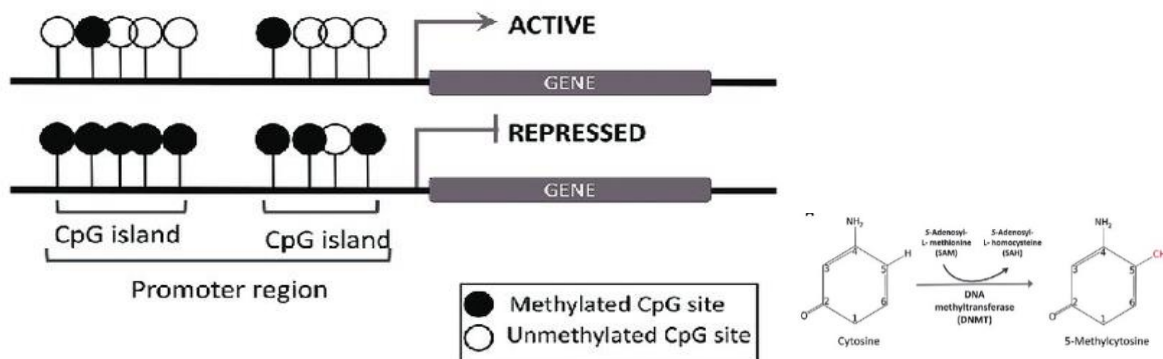 ACTIVE
GENE
REPRESSED
GENE
CpG island
CpG island
Promoter region
Methylated CpG site
Unmethylated CpG site
NH2
3
4
5
H
2
1
6
O
Cytosine
S-Adenosyl-
L- methionine
(SAM)
S-Adenosyl-
L- homocysteine
(SAH)
DNA
methyltransferase
(DNMT)
NH2
3
4
5
2
1
6
O
5-Methylcytosine